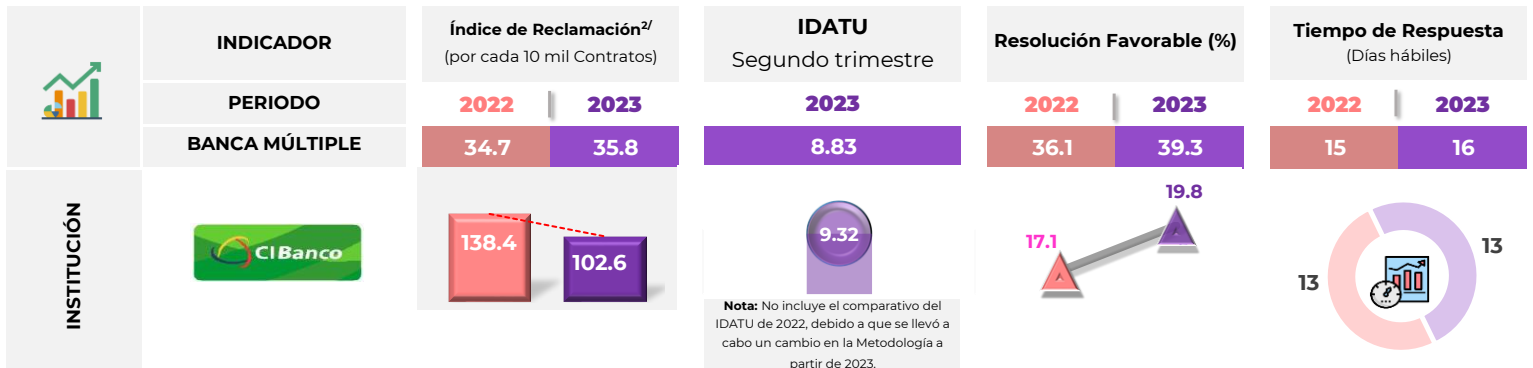 INDICADOR
Índice de Reclamación2/
(por cada 10 mil Contratos)
IDATU
Segundo trimestre
Resolución Favorable (%)
Tiempo de Respuesta
(Días hábiles)
PERIODO
2022
2023
2023
2022
2023
2022
2023
BANCA MÚLTIPLE
34.7
35.8
8.83
36.1
39.3
15
16
INSTITUCIÓN
CIBanco
138.4
102.6
9.32
Nota: No incluye el comparativo del
IDATU de 2022, debido a que se llevó a
cabo un cambio en la Metodología a
partir de 2023.
17.1
19.8
13
13